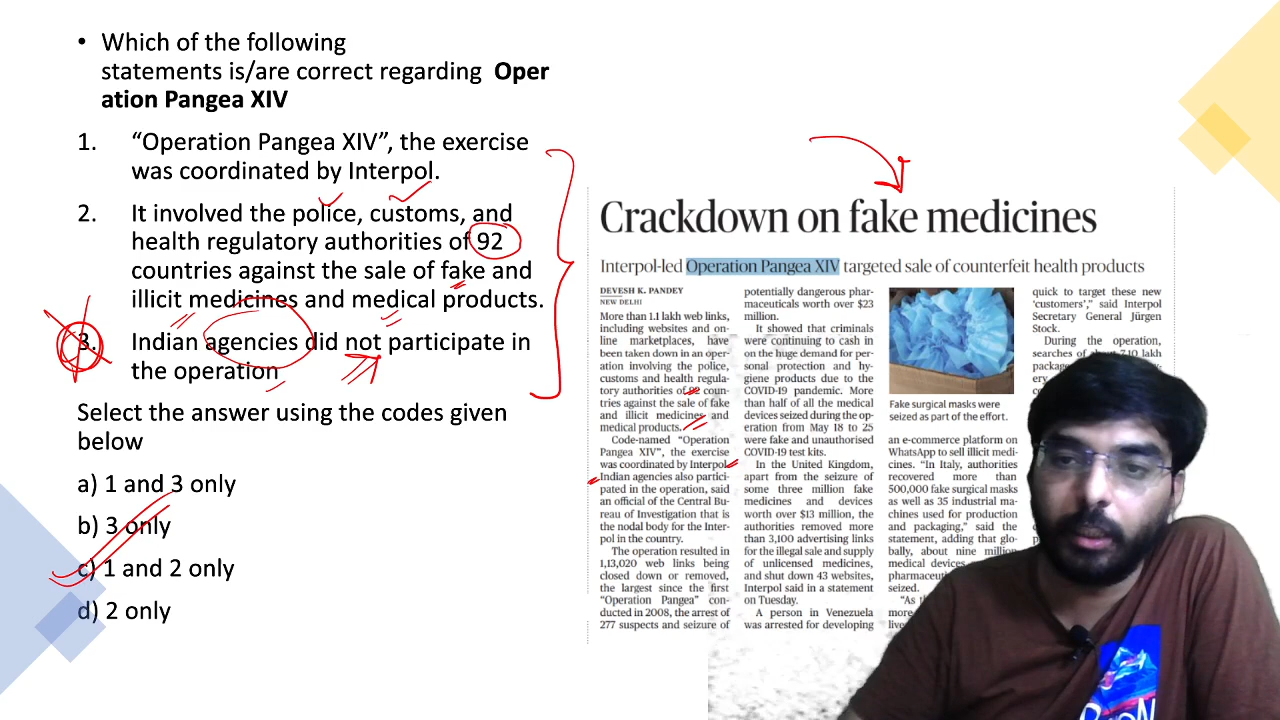 • Which of the following
statements is/are correct regarding Oper
ation Pangea XIV
1. “Operation Pangea XIV”, the exercise
was coordinated by Interpol.
2. It involved the police, customs, and
health regulatory authorities of 92
countries against the sale of fake and
illicit medicines and medical products.
3. Indian agencies did not participate in
the operation
Select the answer using the codes given
below
a) 1 and 3 only
b) 3 only
c) 1 and 2 only
d) 2 only
Crackdown on fake medicines
Interpol-led Operation Pangea XIV targeted sale of counterfeit health products
DEVESH K. PANDEY
NEW DELHI
More than 1.1 lakh web links,
including websites and on-
line marketplaces, have
been taken down in an oper-
ation involving the police,
customs and health regula-
tory authorities of coun-
tries against the sale of fake
and illicit medicines and
medical products.
Code-named “Operation
Pangea XIV”, the exercise
was coordinated by Interpol.
Indian agencies also partici-
pated in the operation, said
an official of the Central Bu-
reau of Investigation that is
the nodal body for the Inter-
pol in the country.
The operation resulted in
1,13,020 web links being
closed down or removed,
the largest since the first
“Operation Pangea” con-
ducted in 2008, the arrest of
277 suspects and seizure of
potentially dangerous phar-
maceuticals worth over $23
million.
It showed that criminals
were continuing to cash in
on the huge demand for per-
sonal protection and hy-
giene products due to the
COVID-19 pandemic. More
than half of all the medical
devices seized during the op-
eration from May 18 to 25
were fake and unauthorised
COVID-19 test kits.
In the United Kingdom,
apart from the seizure of
some three million fake
medicines and devices
worth over $13 million, the
authorities removed more
than 3,100 advertising links
for the illegal sale and supply
of unlicensed medicines,
and shut down 43 websites,
Interpol said in a statement
on Tuesday.
A person in Venezuela
was arrested for developing
Fake surgical masks were
seized as part of the effort.
an e-commerce platform on
WhatsApp to sell illicit medi-
cines. “In Italy, authorities
recovered more than
500,000 fake surgical masks
as well as 35 industrial ma-
chines used for production
and packaging,” said the
statement, adding that glo-
bally, about nine million
medical devices
pharmaceut
seized.
“As
more
live
quick to target these new
‘customers’,” said Interpol
Secretary General Jürgen
Stock.
During the operation,
searches of 7.10 lakh
packag
ery